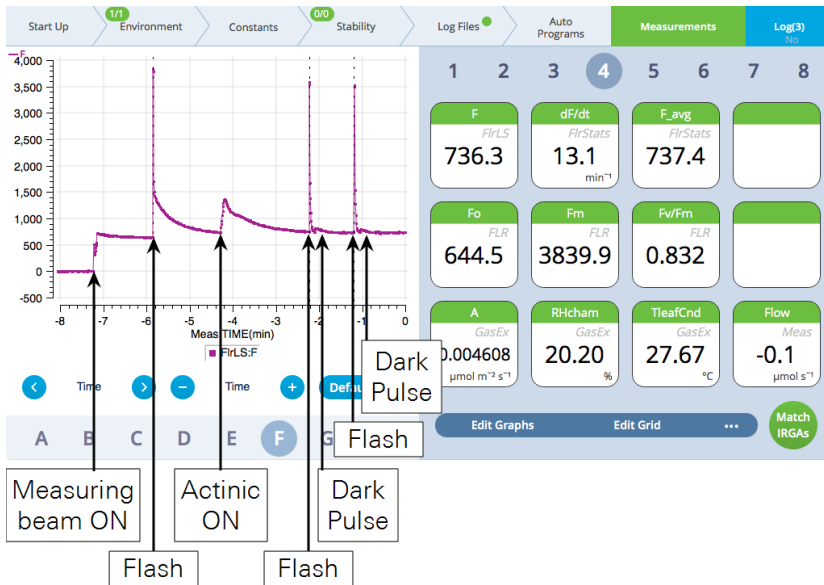 Start Up
1/1
Environment
Constants
0/0
Stability
Log Files
Auto
Programs
Measurements
Log(3)
No
F
4,000
3,500
3,000
2,500
2,000
1,500
1,000
500
0
-500
-8 -7 -6 -5 -4 -3 -2 -1 0
Meas:TIME(min)
FlrLS:F
Time
Time
+
A B C D E F G
1 2 3 4 5 6 7 8
F
FlrLS
736.3
dF/dt
FlrStats
13.1
min⁻¹
F_avg
FlrStats
737.4
Fo
FLR
644.5
Fm
FLR
3839.9
Fv/Fm
FLR
0.832
A
GasEx
0.004608
µmol m⁻² s⁻¹
RHcham
GasEx
20.20
%
TleafCnd
GasEx
27.67
°C
Flow
Meas
-0.1
µmol s⁻¹
Edit Graphs
Edit Grid
...
Match
IRGAs
Measuring
beam ON
Flash
Actinic
ON
Flash
Dark
Pulse
Flash
Dark
Pulse